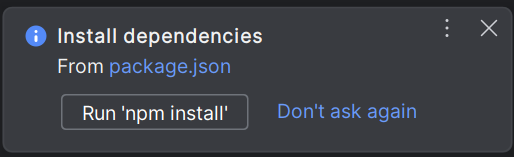 Install dependencies
From package.json
Run 'npm install' Don't ask again